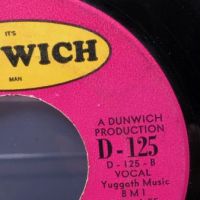 IT'S
WICH
MAN
A DUNWICH
PRODUCTION
D-125
D - 125 - B
VOCAL
Yuggoth Music
B M I